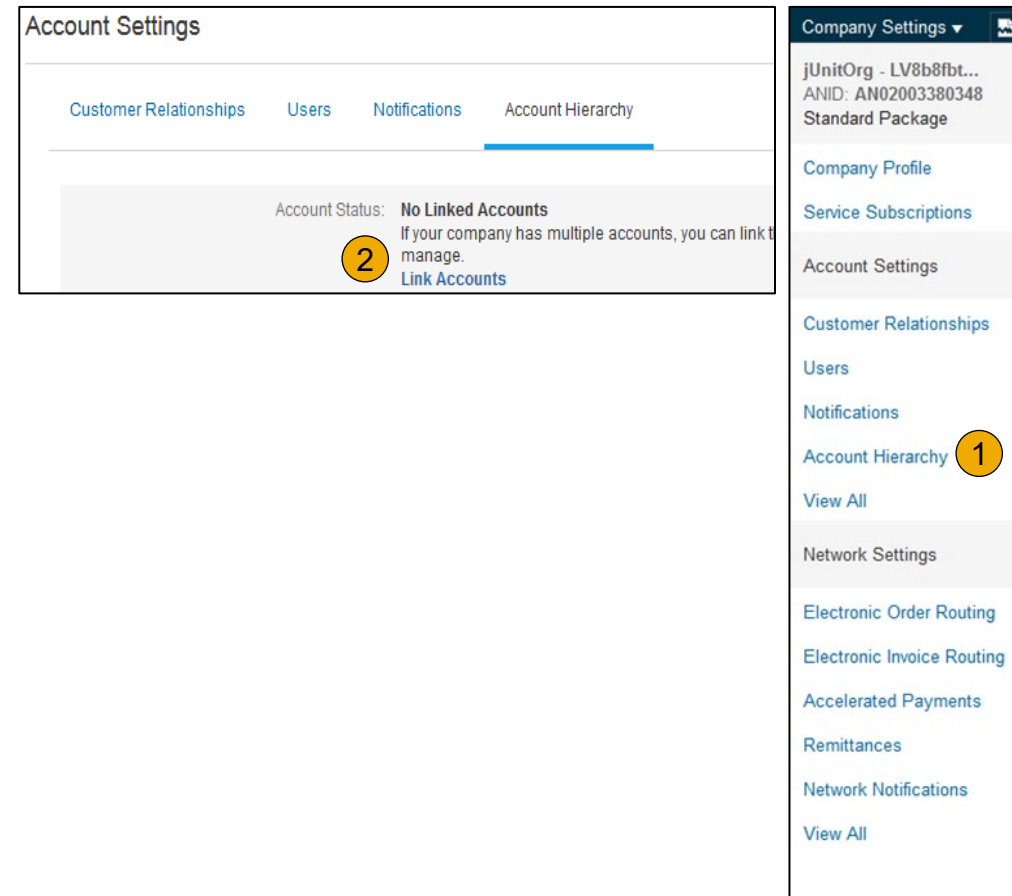 Account Settings
Customer Relationships Users Notifications Account Hierarchy
Account Status: No Linked Accounts
If your company has multiple accounts, you can link
manage.
2
Link Accounts
Company Settings
jUnitOrg - LV8b8fbt...
ANID: AN02003380348
Standard Package
Company Profile
Service Subscriptions
Account Settings
Customer Relationships
Users
Notifications
Account Hierarchy 1
View All
Network Settings
Electronic Order Routing
Electronic Invoice Routing
Accelerated Payments
Remittances
Network Notifications
View All